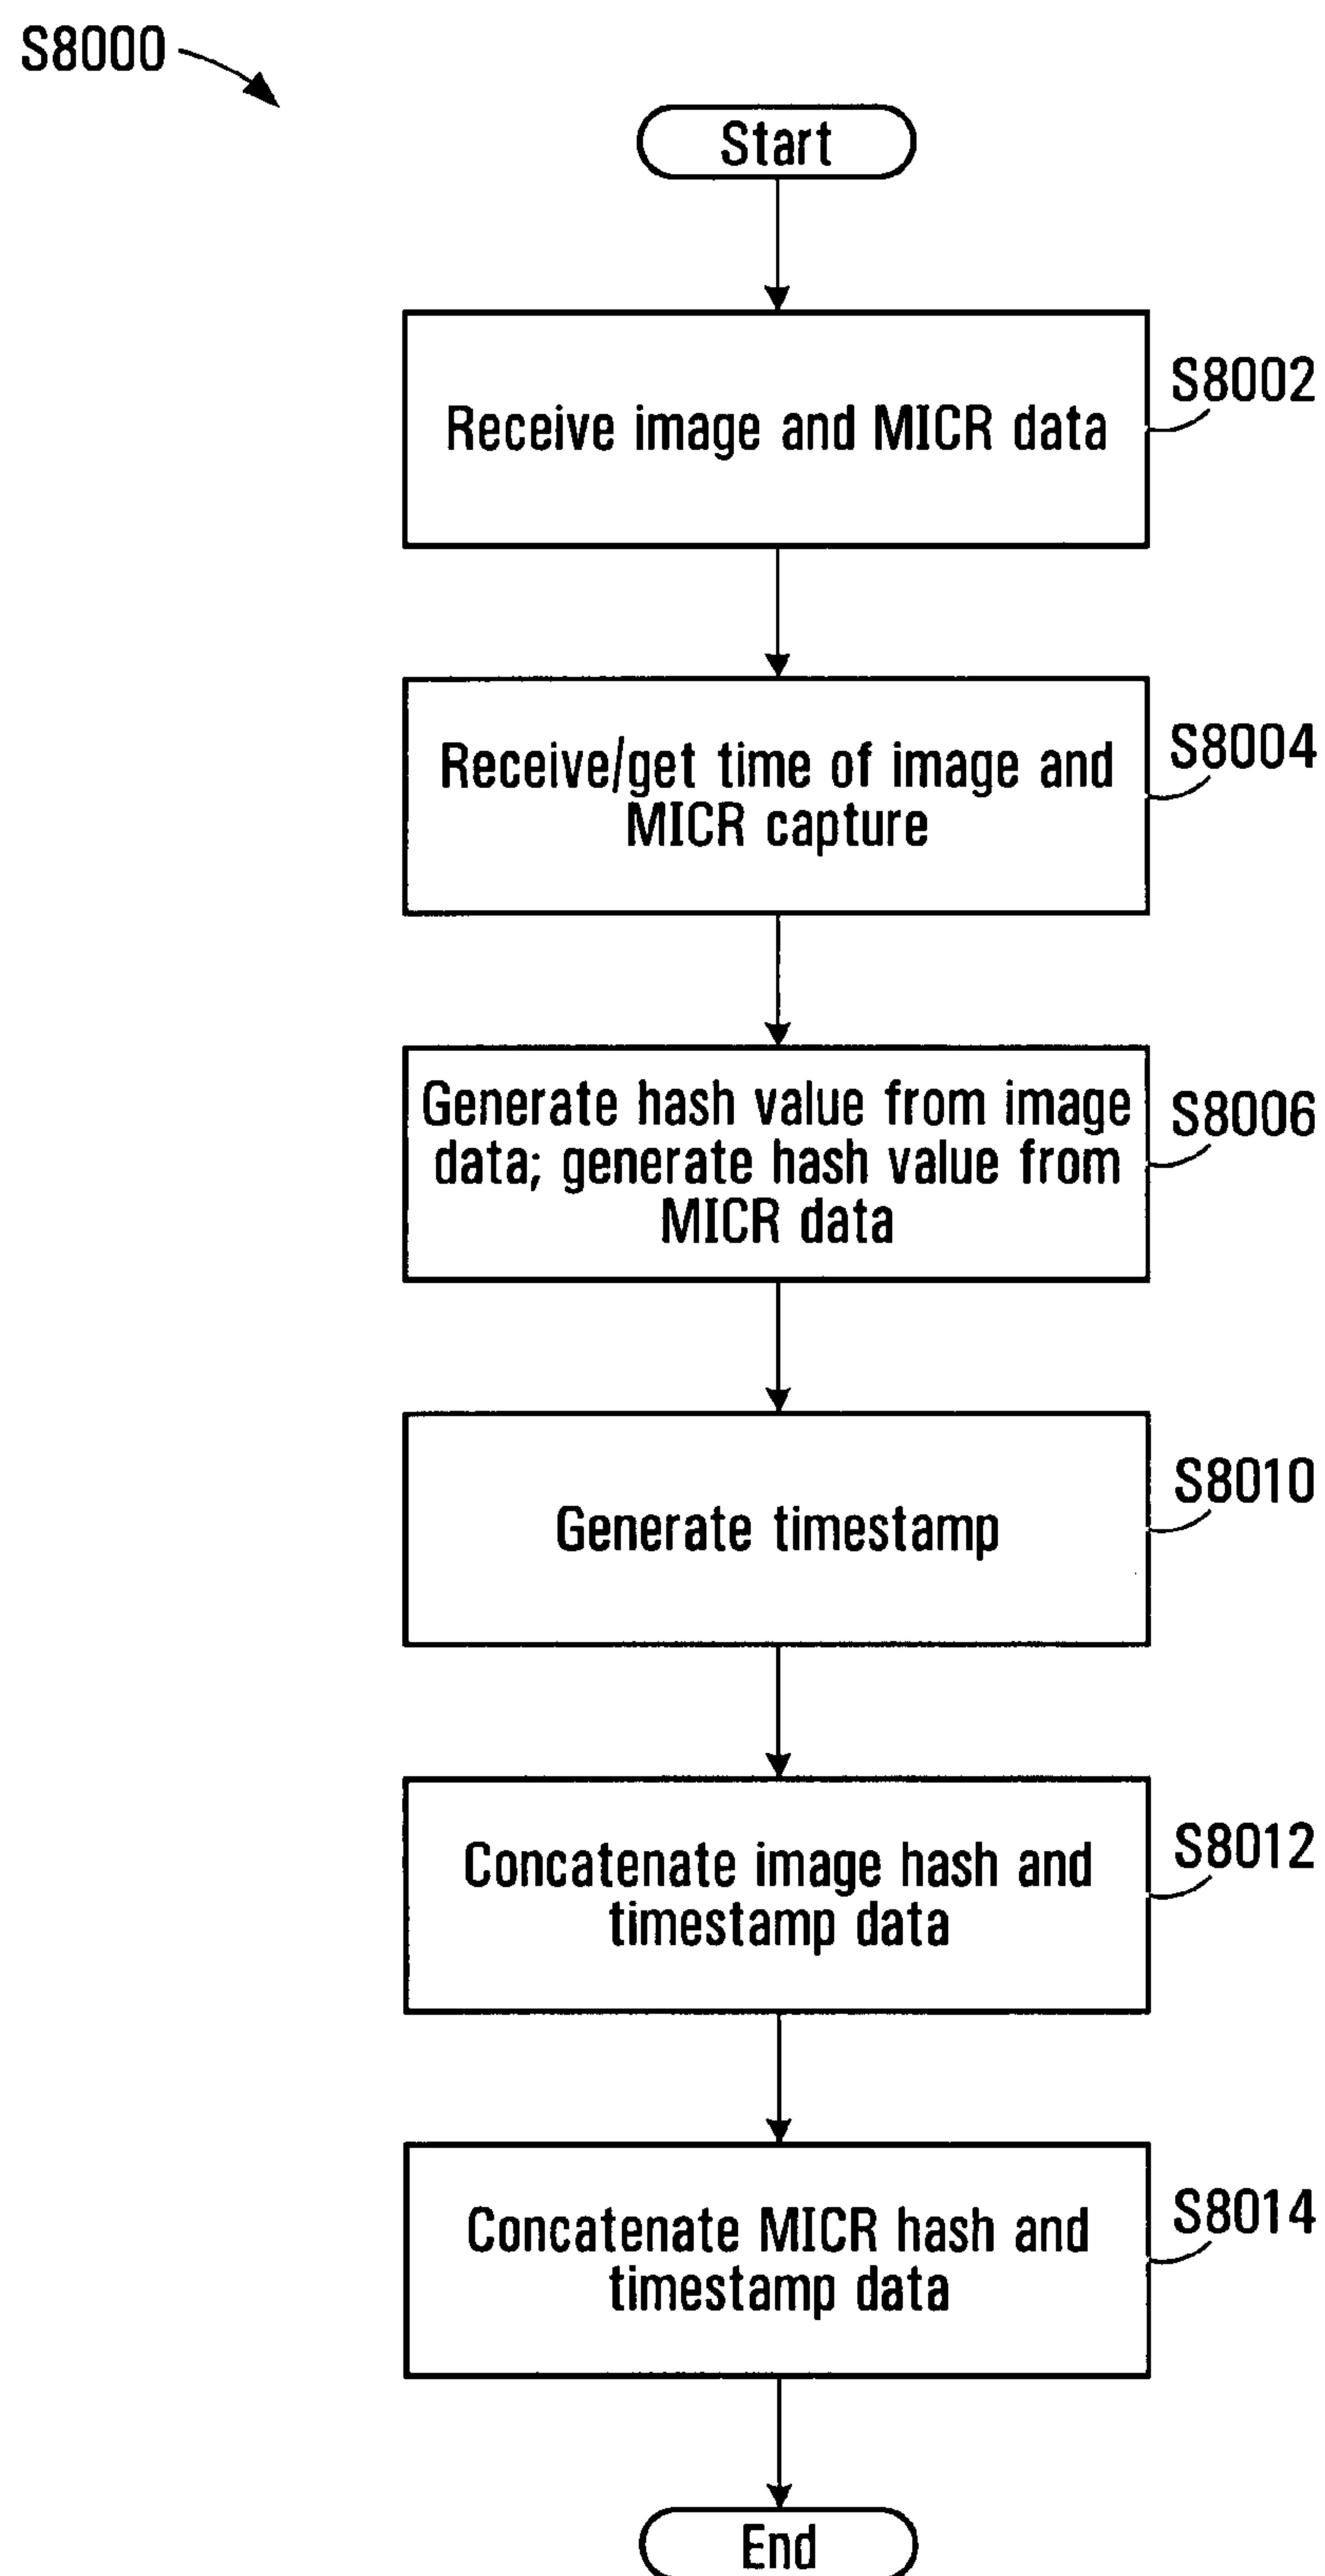 S8000
Start
Receive image and MICR data
S8002
Receive/get time of image and
MICR capture
S8004
Generate hash value from image
data; generate hash value from
MICR data
S8006
Generate timestamp
S8010
Concatenate image hash and
timestamp data
S8012
Concatenate MICR hash and
timestamp data
S8014
End